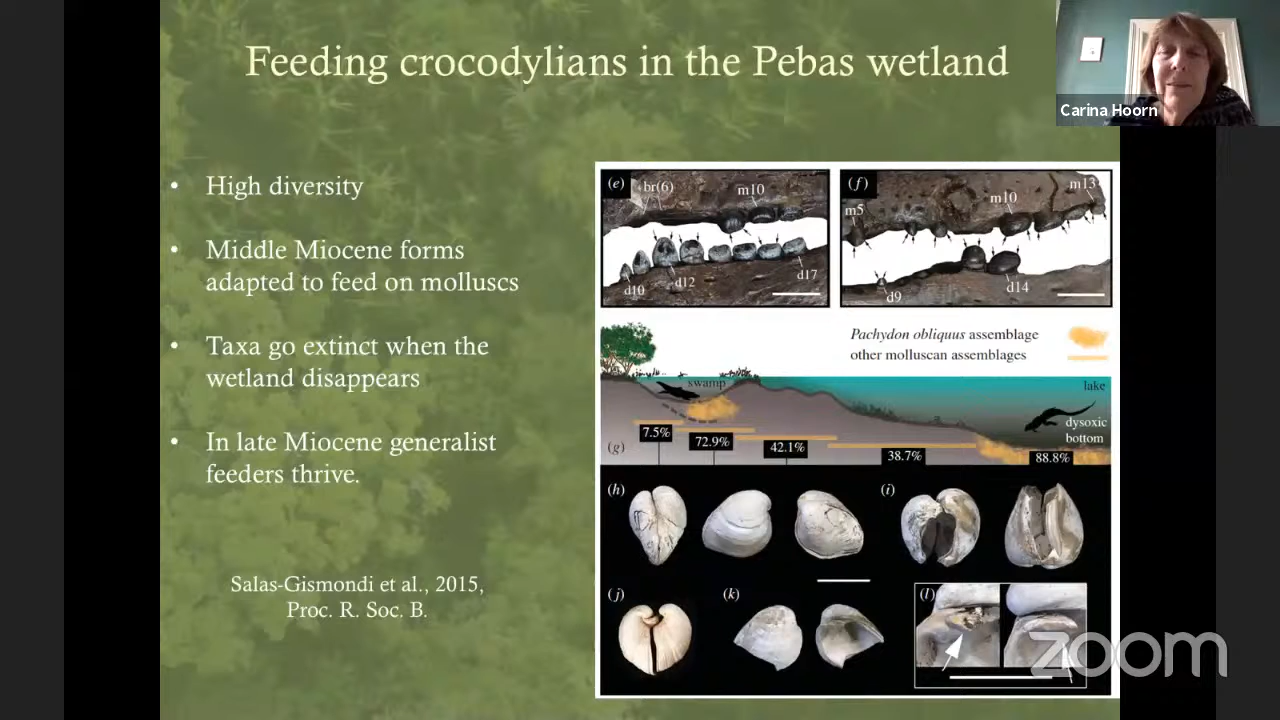 Feeding crocodylians in the Pebas wetland
Carina Hoorn
• High diversity
• Middle Miocene forms
adapted to feed on molluscs
• Taxa go extinct when the
wetland disappears
• In late Miocene generalist
feeders thrive.
Salas-Gismondi et al., 2015,
Proc. R. Soc. B.
(e) br(6) m10
d10 d12 d17
(f) m5 m10 m13
d9 d14
Pachydon obliquus assemblage
other molluscan assemblages
swamp lake
dysoxic
bottom
(g) 7.5% 72.9% 42.1% 38.7% 88.8%
(h) (i)
(j) (k) (l)
zoom